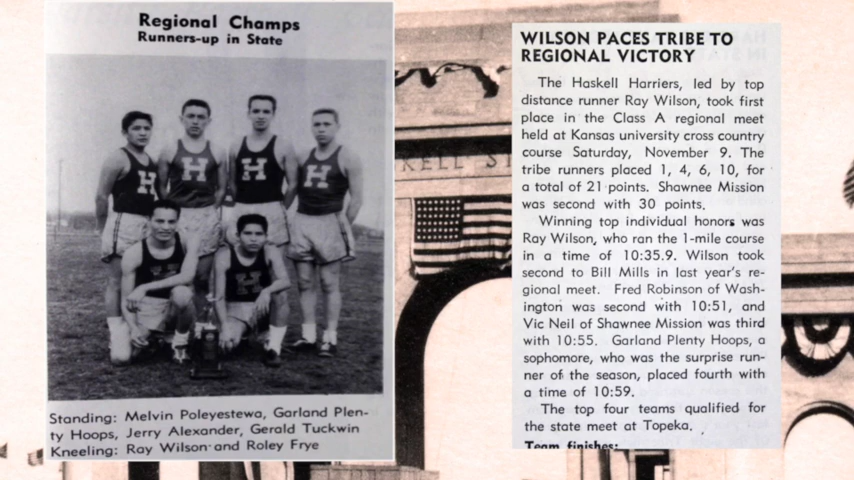 Regional Champs
Runners-up in State
Standing: Melvin Poleyestewa, Garland Plen-
ty Hoops, Jerry Alexander, Gerald Tuckwin
Kneeling: Ray Wilson and Roley Frye
WILSON PACES TRIBE TO
REGIONAL VICTORY
The Haskell Harriers, led by top
distance runner Ray Wilson, took first
place in the Class A regional meet
held at Kansas university cross country
course Saturday, November 9. The
tribe runners placed 1, 4, 6, 10, for
a total of 21 points. Shawnee Mission
was second with 30 points.
Winning top individual honors was
Ray Wilson, who ran the 1-mile course
in a time of 10:35.9. Wilson took
second to Bill Mills in last year's re-
gional meet. Fred Robinson of Wash-
ington was second with 10:51, and
Vic Neil of Shawnee Mission was third
with 10:55. Garland Plenty Hoops, a
sophomore, who was the surprise run-
ner of the season, placed fourth with
a time of 10:59.
The top four teams qualified for
the state meet at Topeka.
Team finishes:
H
H
H
H
H
H
KELL ST